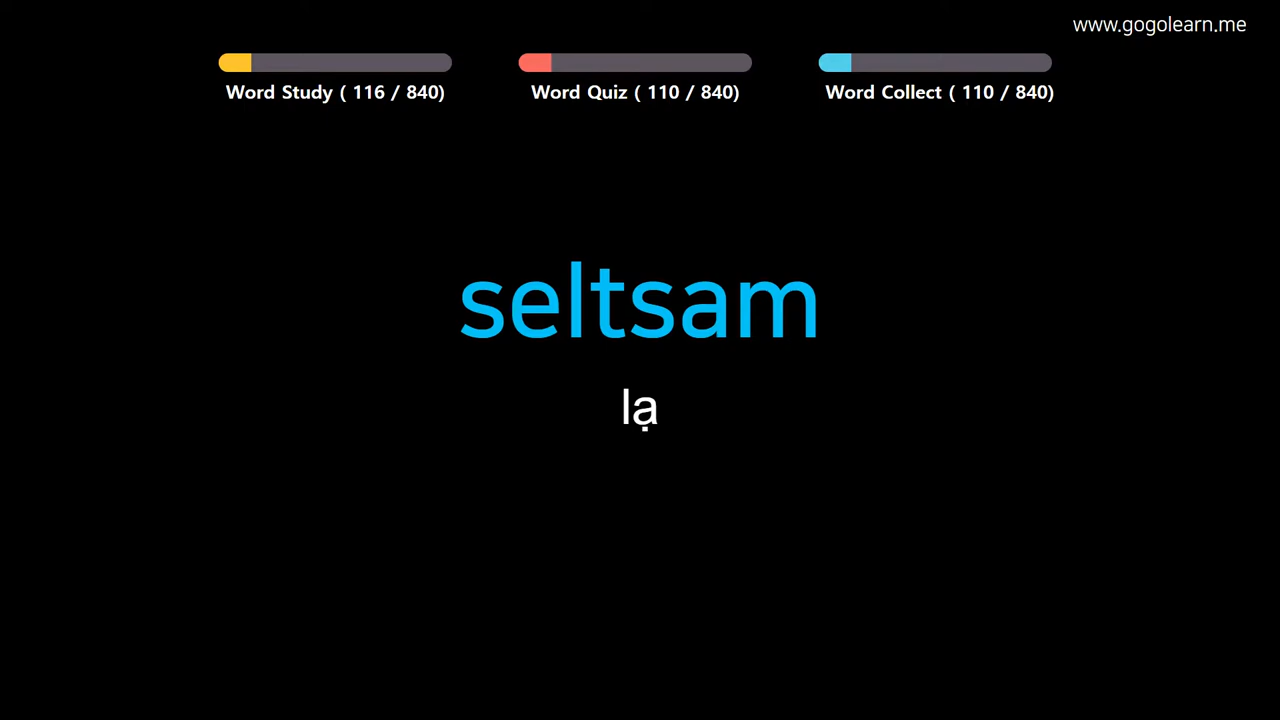 www.gogolearn.me
Word Study ( 116 / 840)
Word Quiz ( 110 / 840)
Word Collect ( 110 / 840)
seltsam
lạ